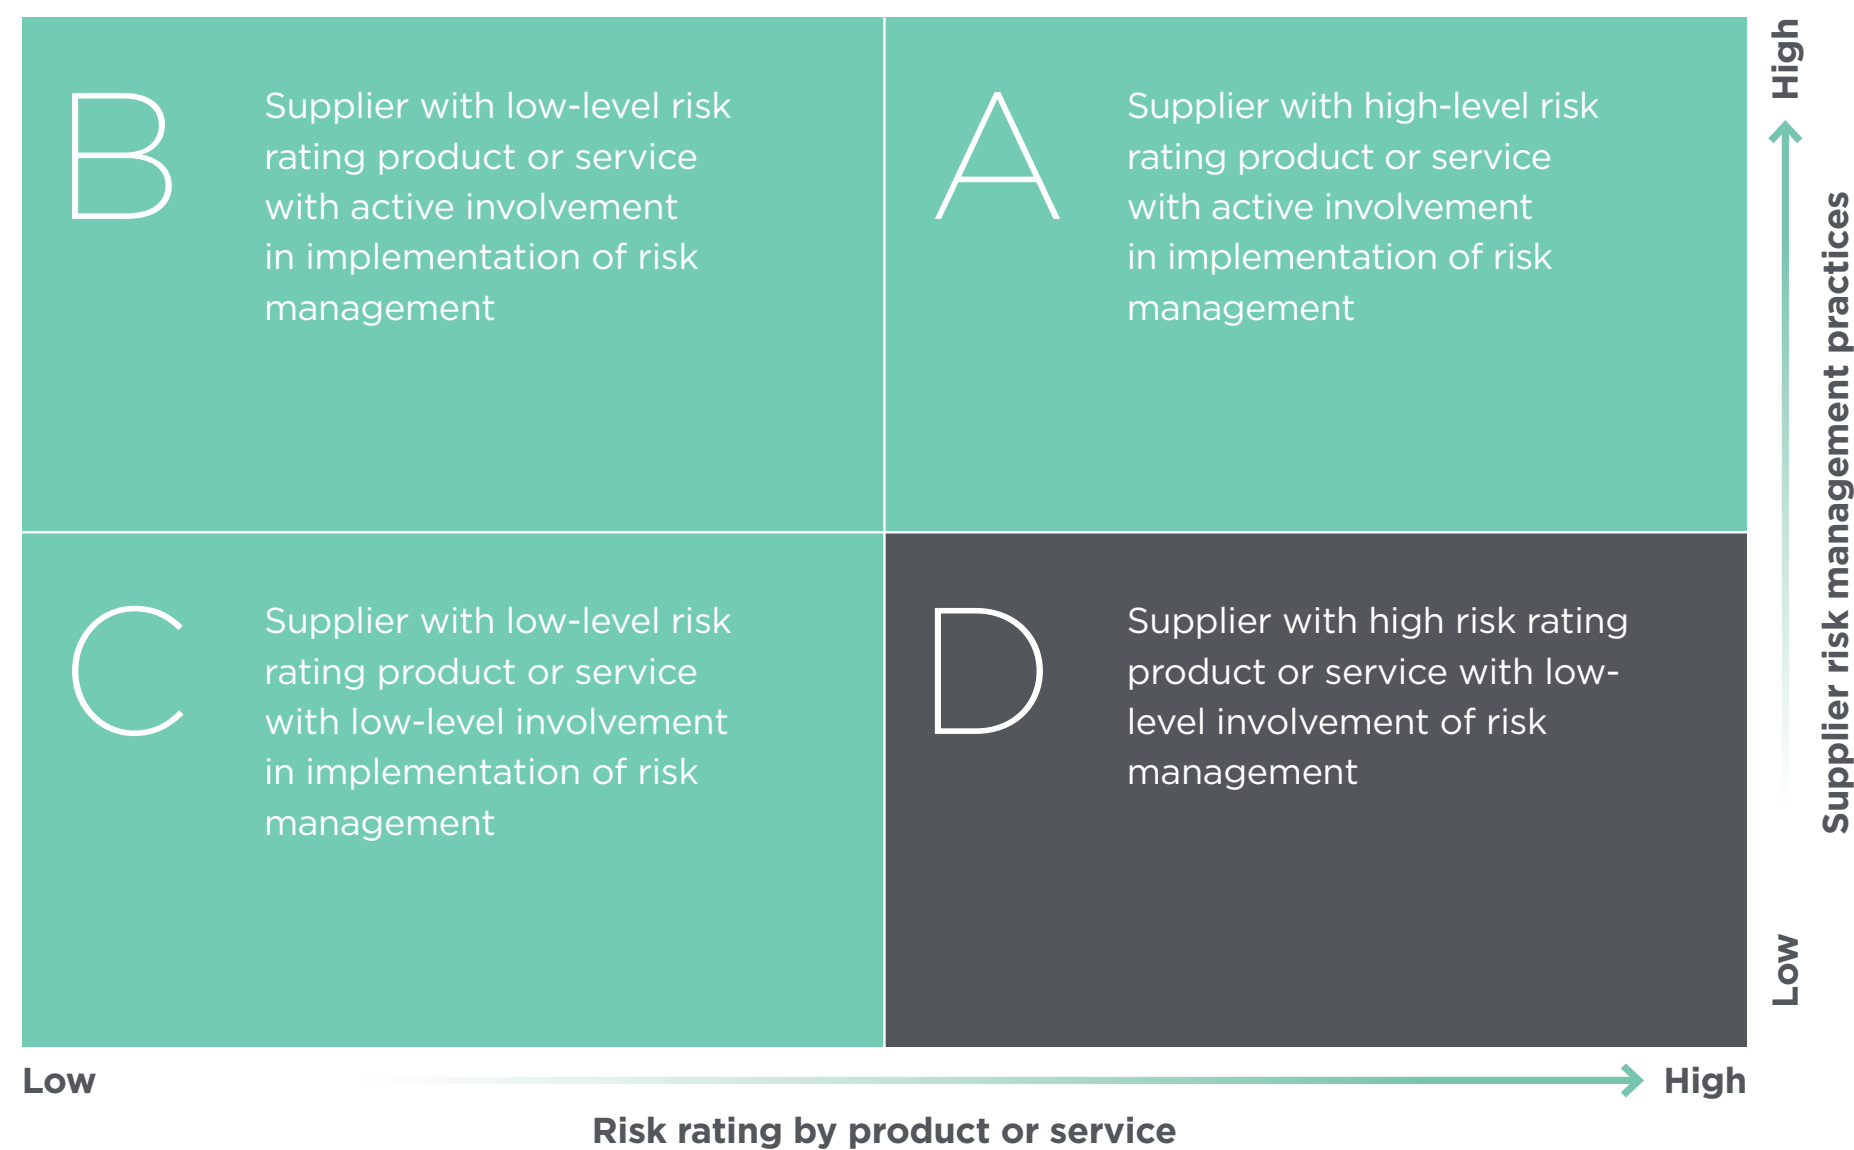 B
Supplier with low-level risk
rating product or service
with active involvement
in implementation of risk
management
A
Supplier with high-level risk
rating product or service
with active involvement
in implementation of risk
management
C
Supplier with low-level risk
rating product or service
with low-level involvement
in implementation of risk
management
D
Supplier with high risk rating
product or service with low-
level involvement of risk
management
High
Supplier risk management practices
Low
Low
High
Risk rating by product or service